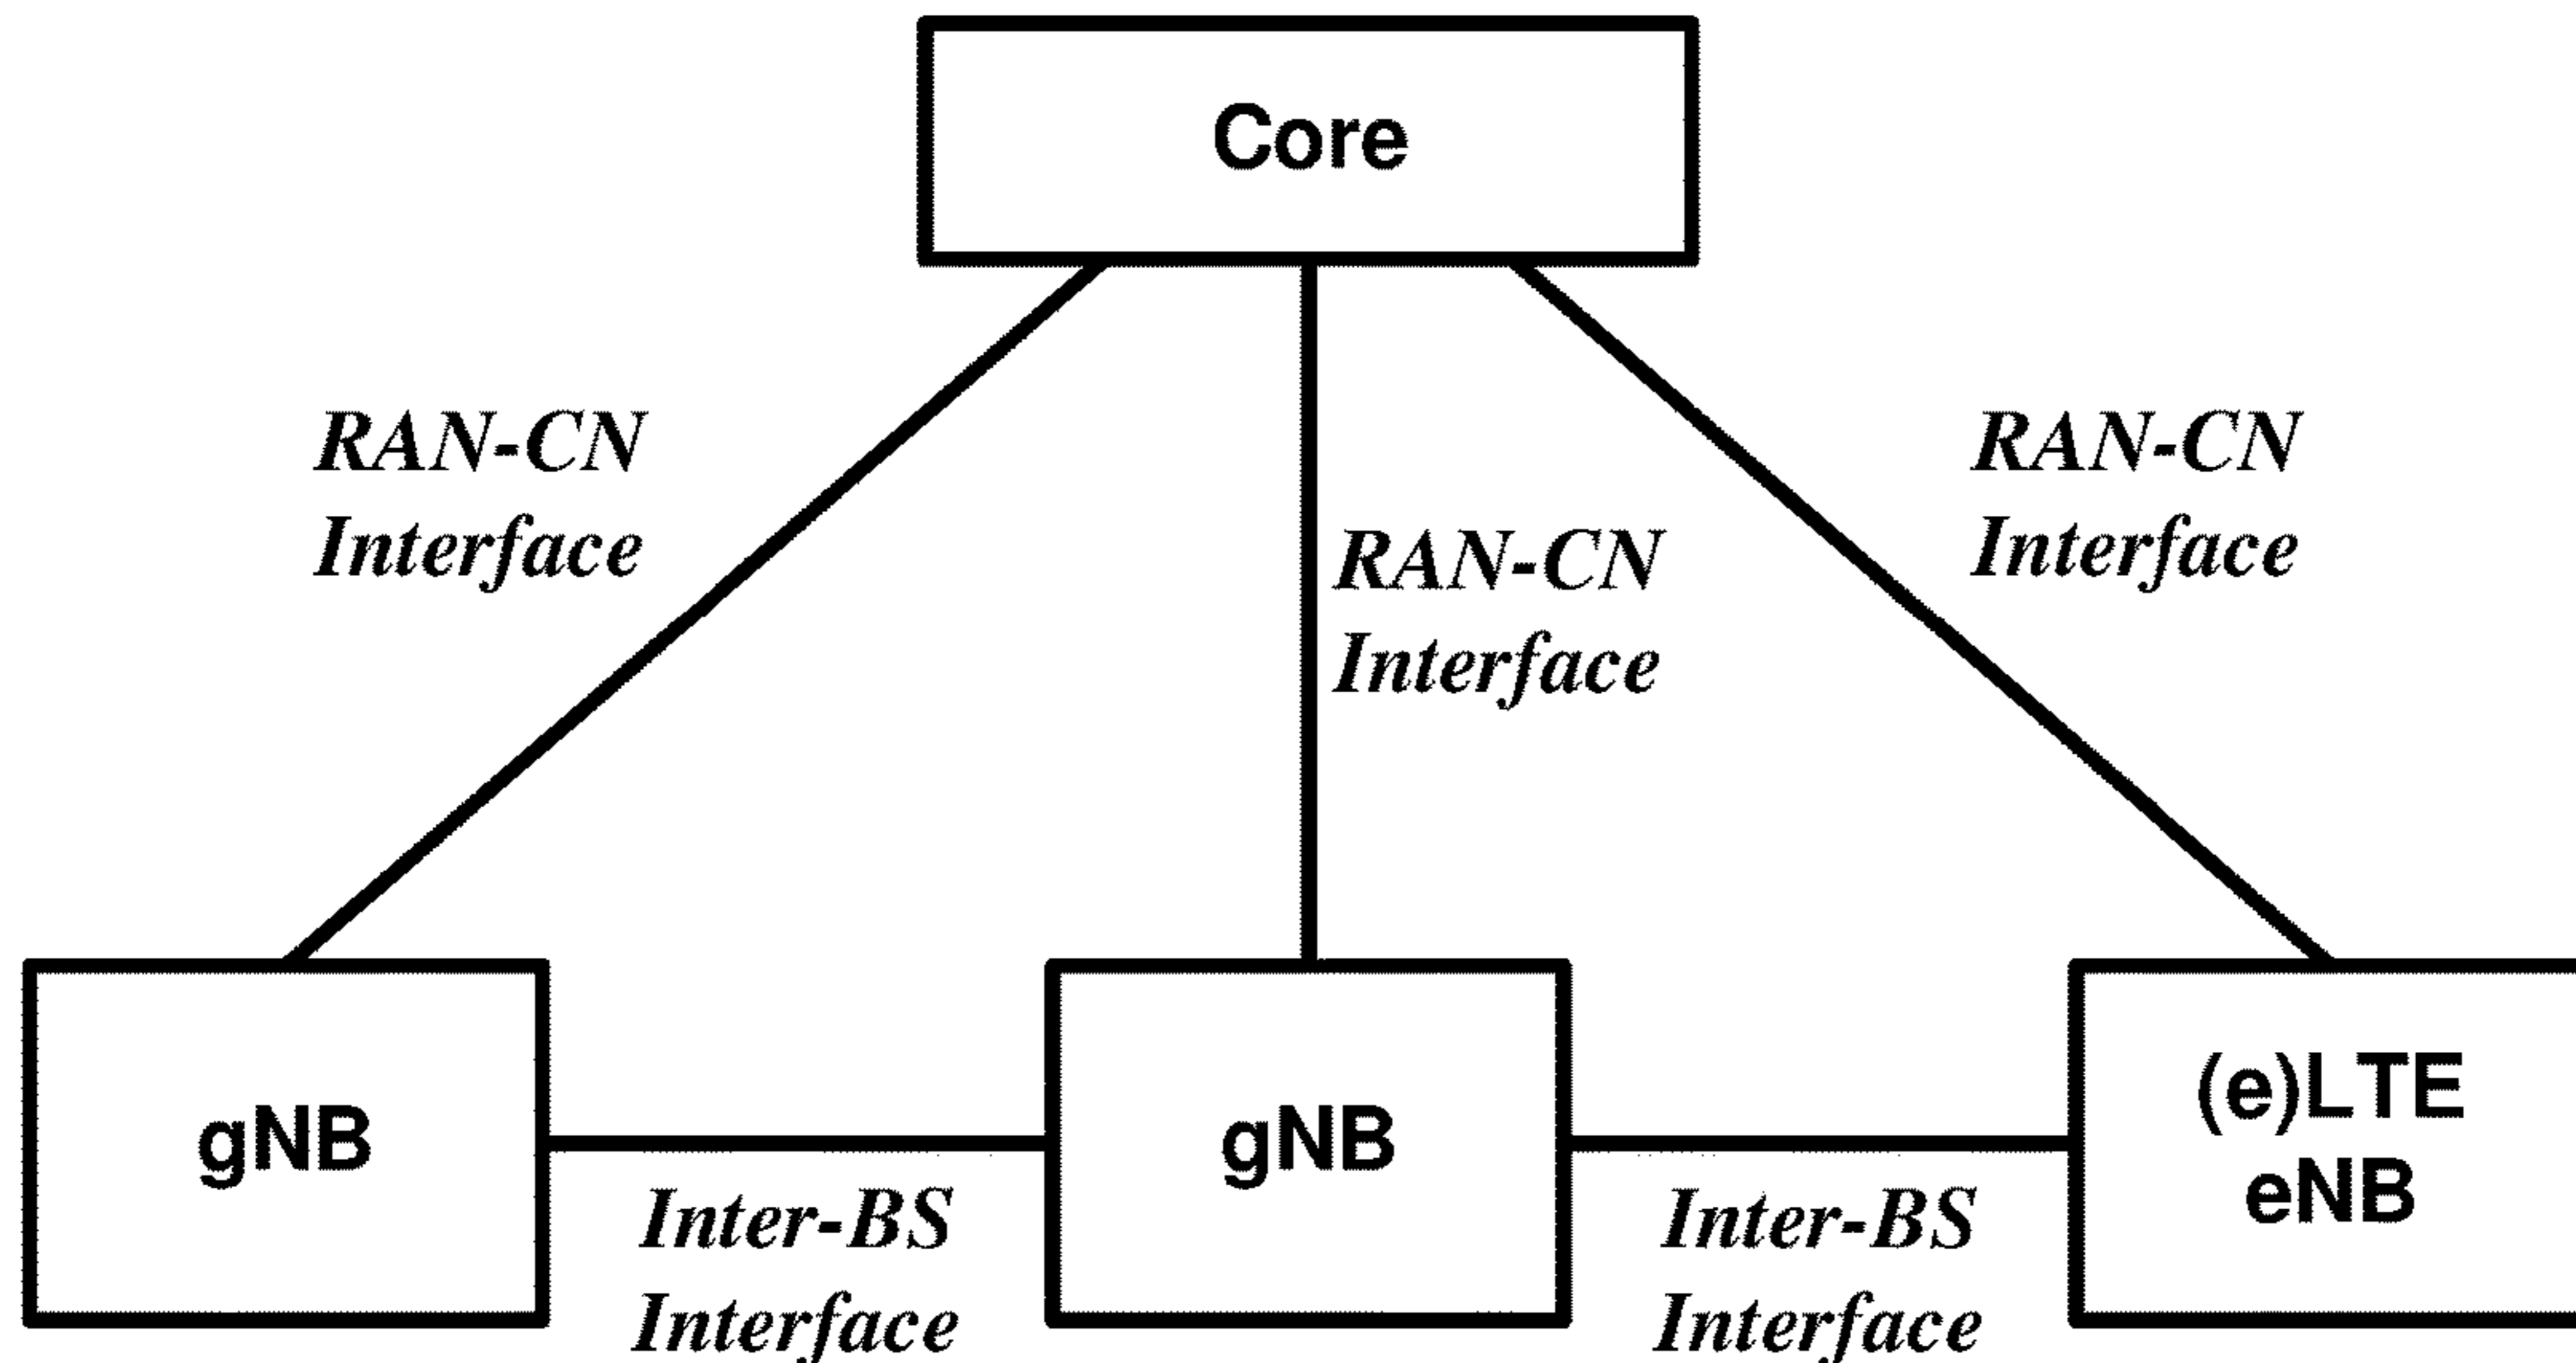 Core
RAN-CN
Interface
RAN-CN
Interface
RAN-CN
Interface
gNB
gNB
(e)LTE
eNB
Inter-BS
Interface
Inter-BS
Interface